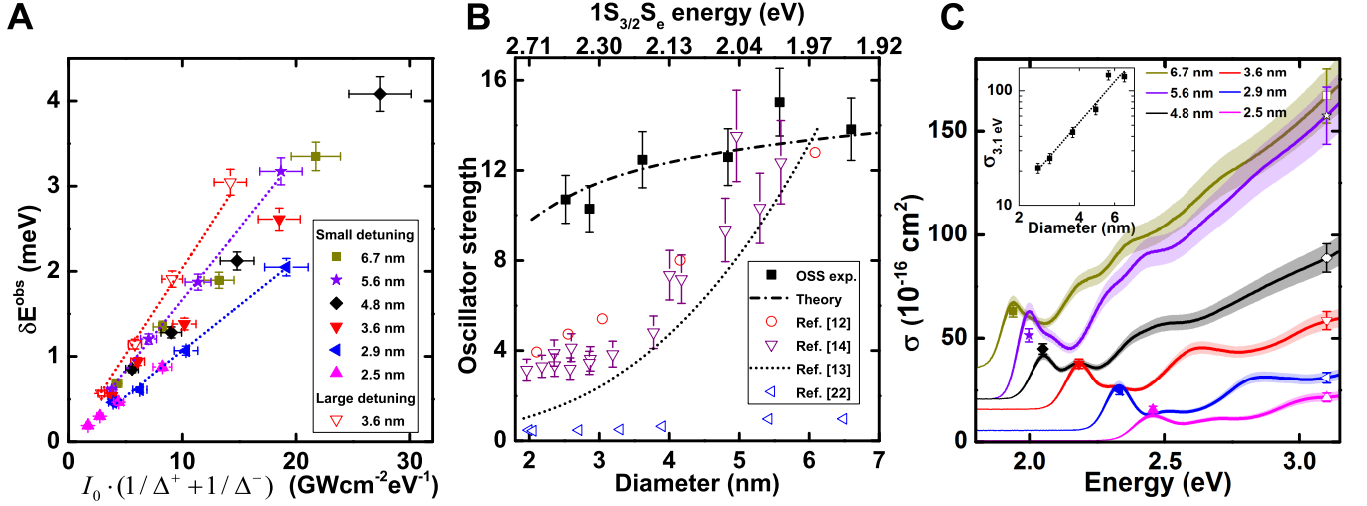 A
δE^obs (meV)
4
3
2
1
0
0 10 20 30
I₀ · (1/Δ⁺ + 1/Δ⁻) (GWcm⁻²eV⁻¹)
Small detuning
6.7 nm
5.6 nm
4.8 nm
3.6 nm
2.9 nm
2.5 nm
Large detuning
3.6 nm
B
1S₃/₂Sₑ energy (eV)
2.71 2.30 2.13 2.04 1.97 1.92
Oscillator strength
16
12
8
4
0
2 3 4 5 6 7
Diameter (nm)
OSS exp.
Theory
Ref. [12]
Ref. [14]
Ref. [13]
Ref. [22]
C
σ (10⁻¹⁶ cm²)
150
100
50
0
2.0 2.5 3.0
Energy (eV)
σ₃.₁ eV
100
10
2 4 6
Diameter (nm)
6.7 nm 3.6 nm
5.6 nm 2.9 nm
4.8 nm 2.5 nm